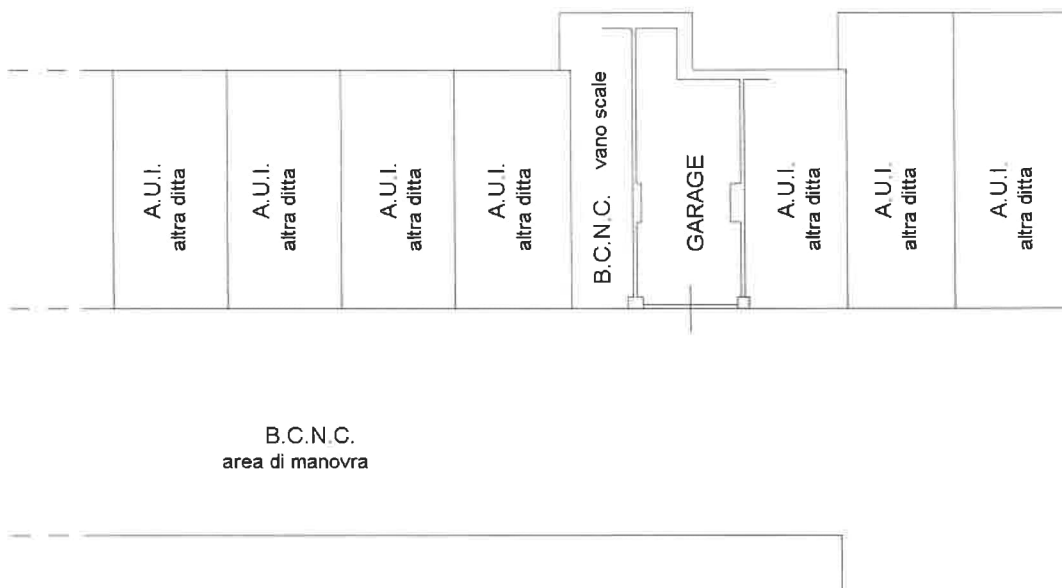 A.U.I.
altra ditta
A.U.I.
altra ditta
A.U.I.
altra ditta
A.U.I.
altra ditta
B.C.N.C. vano scale
GARAGE
A.U.I.
altra ditta
A.U.I.
altra ditta
A.U.I.
altra ditta
B.C.N.C.
area di manovra